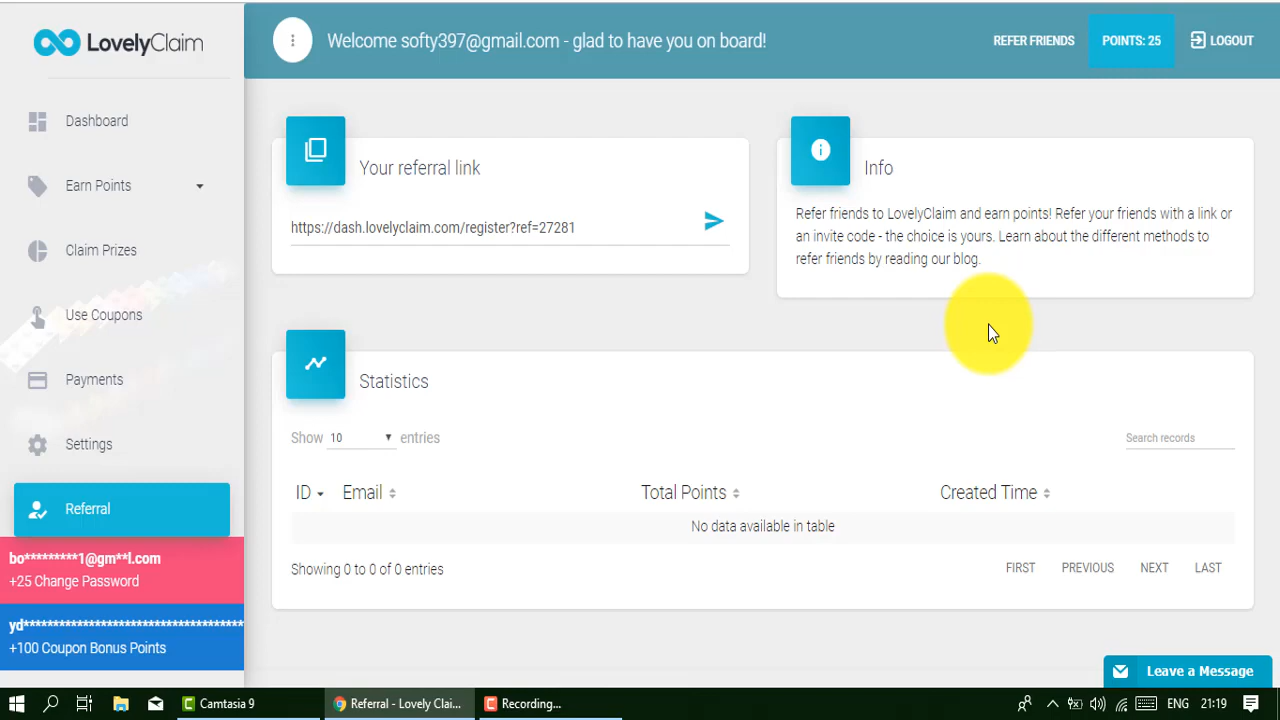 LovelyClaim
Welcome softy397@gmail.com - glad to have you on board!
REFER FRIENDS
POINTS: 25
LOGOUT
Dashboard
Earn Points
Claim Prizes
Use Coupons
Payments
Settings
Referral
bo*********1@gm**l.com
+25 Change Password
yd**************************************
+100 Coupon Bonus Points
Your referral link
https://dash.lovelyclaim.com/register?ref=27281
Info
Refer friends to LovelyClaim and earn points! Refer your friends with a link or
an invite code - the choice is yours. Learn about the different methods to
refer friends by reading our blog.
Statistics
Show 10 entries
Search records
ID Email Total Points Created Time
No data available in table
Showing 0 to 0 of 0 entries
FIRST PREVIOUS NEXT LAST
Leave a Message
Camtasia 9
Referral - Lovely Clai...
Recording...
ENG
21:19